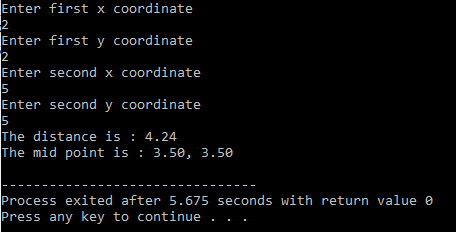 Enter first x coordinate
2
Enter first y coordinate
2
Enter second x coordinate
5
Enter second y coordinate
5
The distance is : 4.24
The mid point is : 3.50, 3.50
--------------------------------
Process exited after 5.675 seconds with return value 0
Press any key to continue . . .